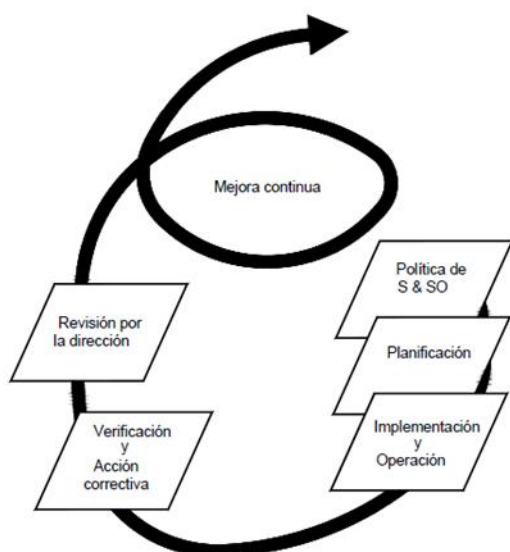 Mejora continua
Política de
S & SO
Planificación
Implementación
y
Operación
Verificación
y
Acción
correctiva
Revisión por
la dirección